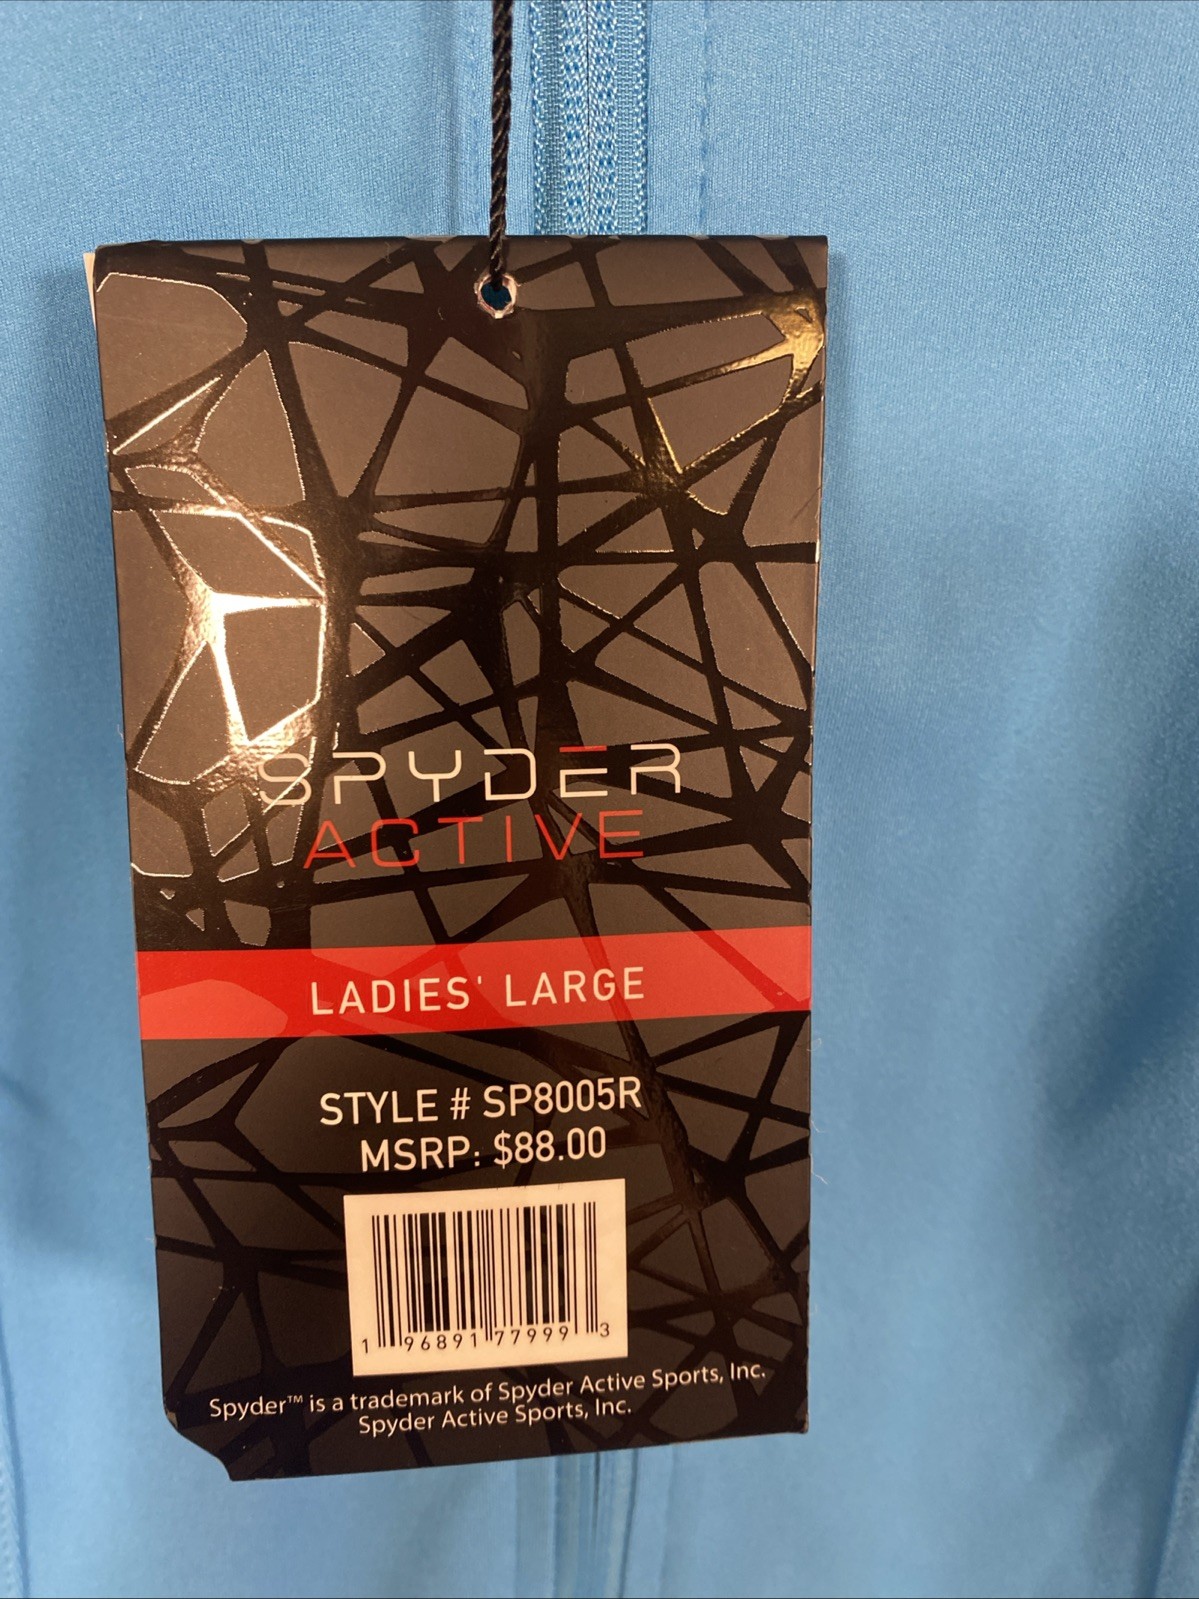 SPYDER
ACTIVE
LADIES' LARGE
STYLE # SP8005R
MSRP: $88.00
1 96891 77999 3
Spyder™ is a trademark of Spyder Active Sports, Inc.
Spyder Active Sports, Inc.